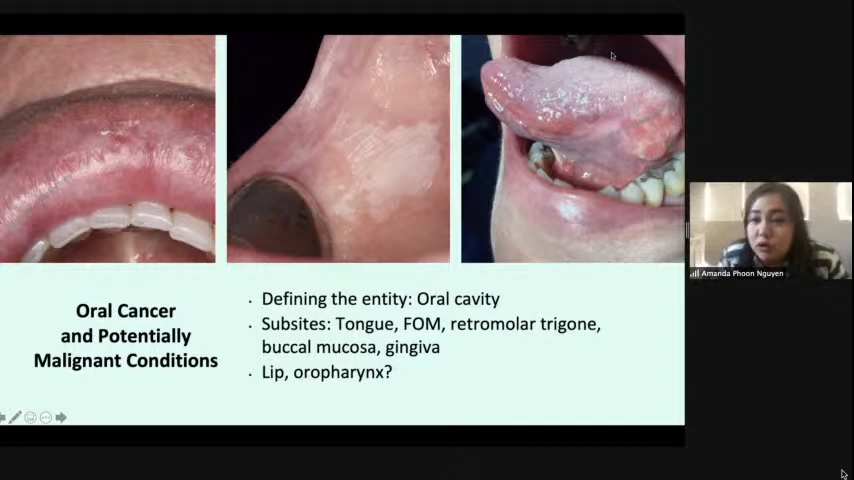 Oral Cancer
and Potentially
Malignant Conditions
· Defining the entity: Oral cavity
· Subsites: Tongue, FOM, retromolar trigone,
buccal mucosa, gingiva
· Lip, oropharynx?
Amanda Phoon Nguyen